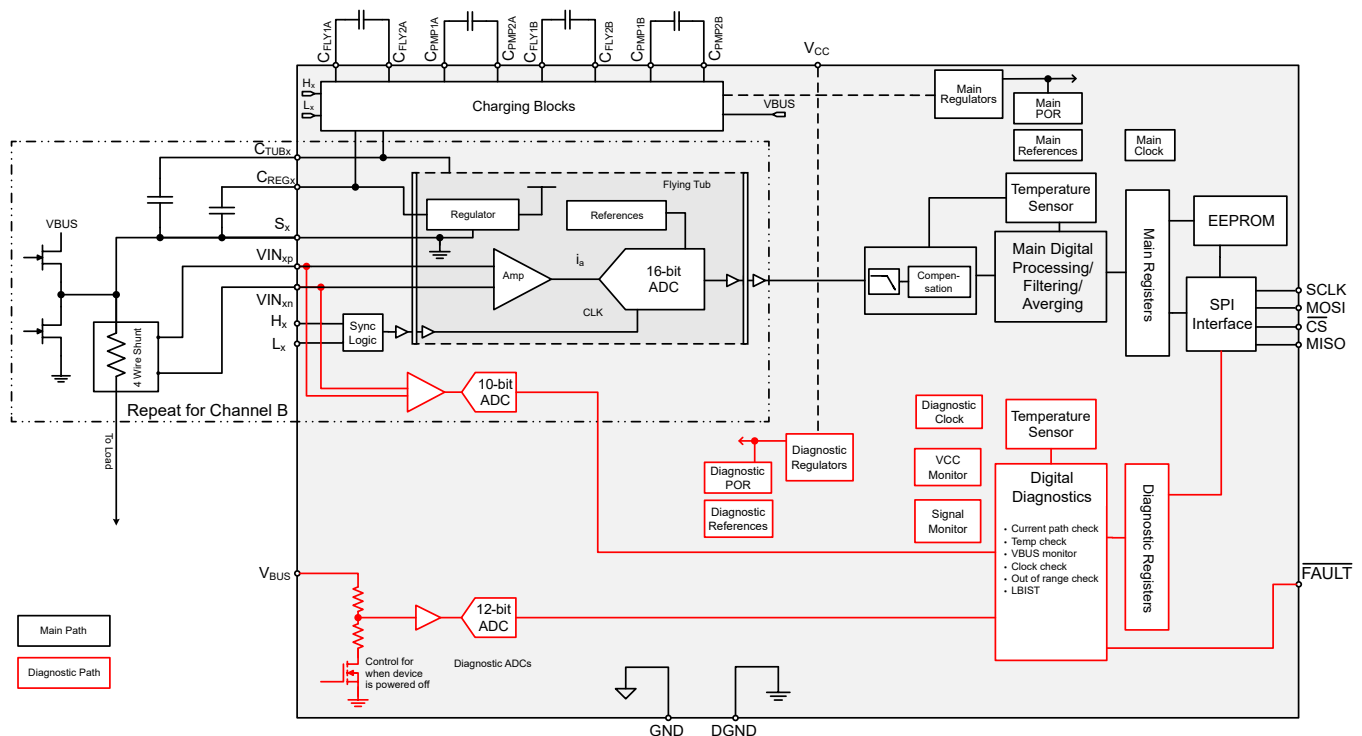 CFLY1A
CFLY2A
CPMP1A
CPMP2A
CFLY1B
CFLY2B
CPMP1B
CPMP2B
VCC
Hx
Lx
Charging Blocks
VBUS
Main
Regulators
Main
POR
Main
References
Main
Clock
CTUBx
CREGx
Sx
VINxp
VINxn
Hx
Lx
VBUS
4 Wire Shunt
Repeat for Channel B
To Load
Flying Tub
Regulator
References
Amp
ia
16-bit
ADC
CLK
Sync
Logic
10-bit
ADC
Compen-
sation
Temperature
Sensor
Main Digital
Processing/
Filtering/
Averging
Main Registers
EEPROM
SPI
Interface
SCLK
MOSI
CS
MISO
Diagnostic
Clock
Temperature
Sensor
Diagnostic
Regulators
Diagnostic
POR
Diagnostic
References
VCC
Monitor
Signal
Monitor
Digital
Diagnostics
• Current path check
• Temp check
• VBUS monitor
• Clock check
• Out of range check
• LBIST
Diagnostic Registers
FAULT
VBUS
12-bit
ADC
Control for
when device
is powered off
Diagnostic ADCs
Main Path
Diagnostic Path
GND
DGND